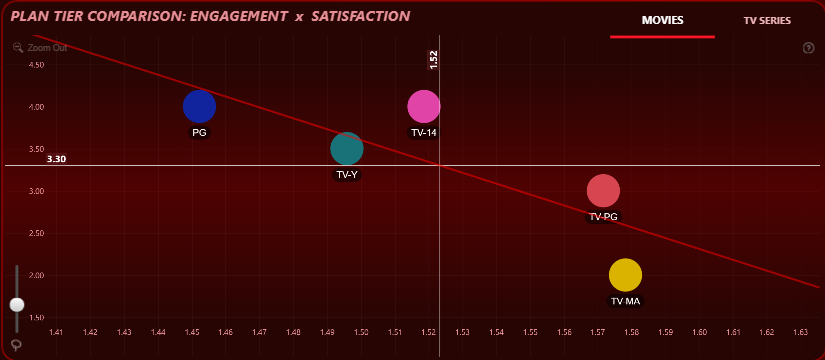 PLAN TIER COMPARISON: ENGAGEMENT x SATISFACTION
MOVIES
TV SERIES
Zoom Out
?
1.52
4.50
4.00
3.50
3.30
3.00
2.50
2.00
1.50
PG
TV-14
TV-Y
TV-PG
TV-MA
1.41 1.42 1.43 1.44 1.45 1.46 1.47 1.48 1.49 1.50 1.51 1.52 1.53 1.54 1.55 1.56 1.57 1.58 1.59 1.60 1.61 1.62 1.63